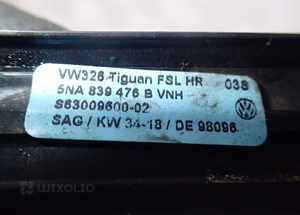 VW326 Tiguan FSL HR 03S
5NA 839 476 B VNH
S63009600-02
SAG / KW 34-18 / DE 98096
WIXOLIO